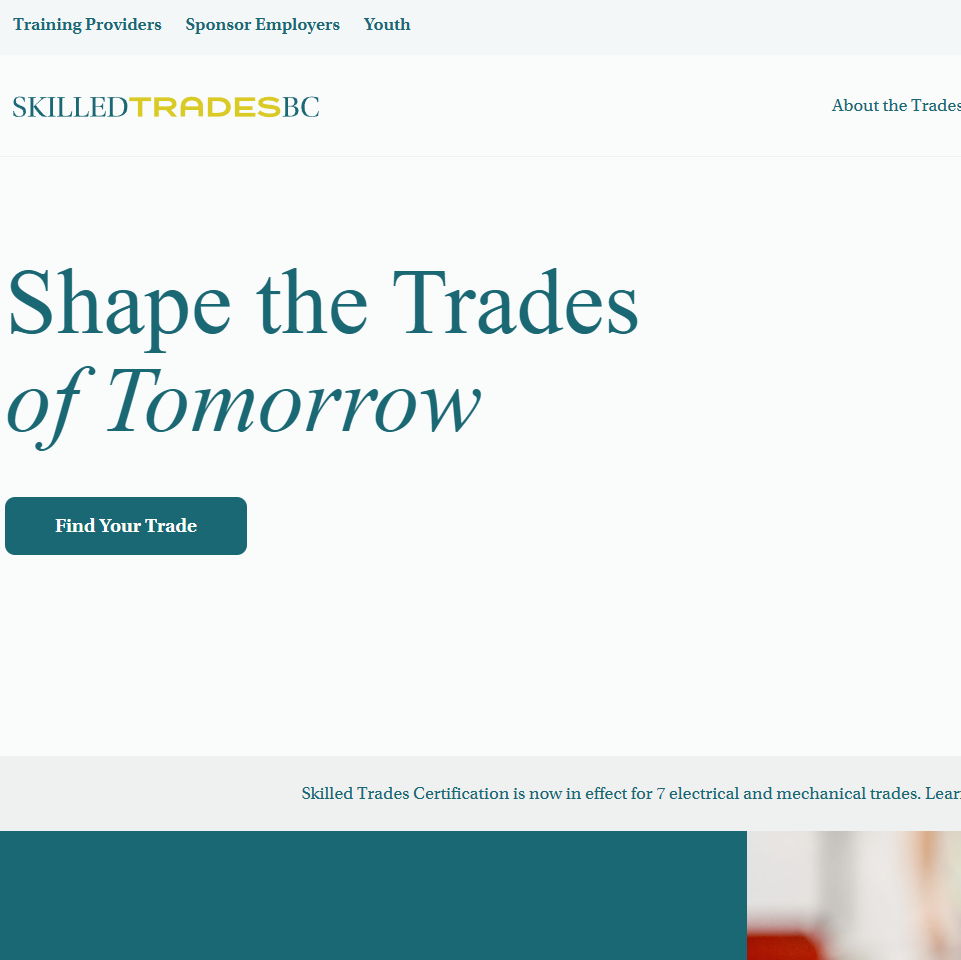 Training Providers Sponsor Employers Youth
SKILLEDTRADESBC
About the Trades
Shape the Trades
of Tomorrow
Find Your Trade
Skilled Trades Certification is now in effect for 7 electrical and mechanical trades.